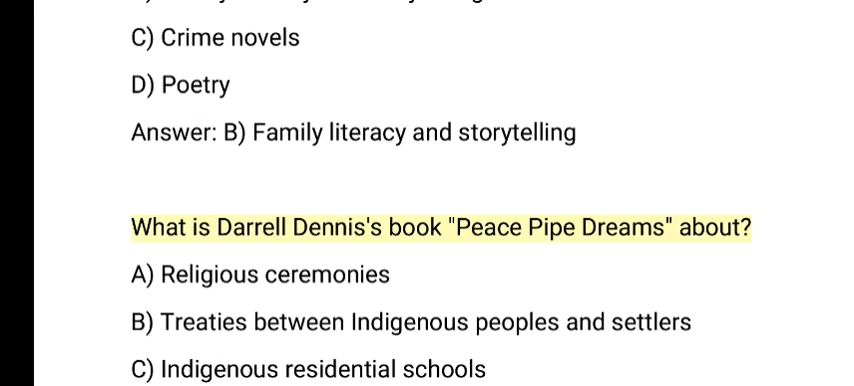 C) Crime novels
D) Poetry
Answer: B) Family literacy and storytelling
What is Darrell Dennis's book "Peace Pipe Dreams" about?
A) Religious ceremonies
B) Treaties between Indigenous peoples and settlers
C) Indigenous residential schools